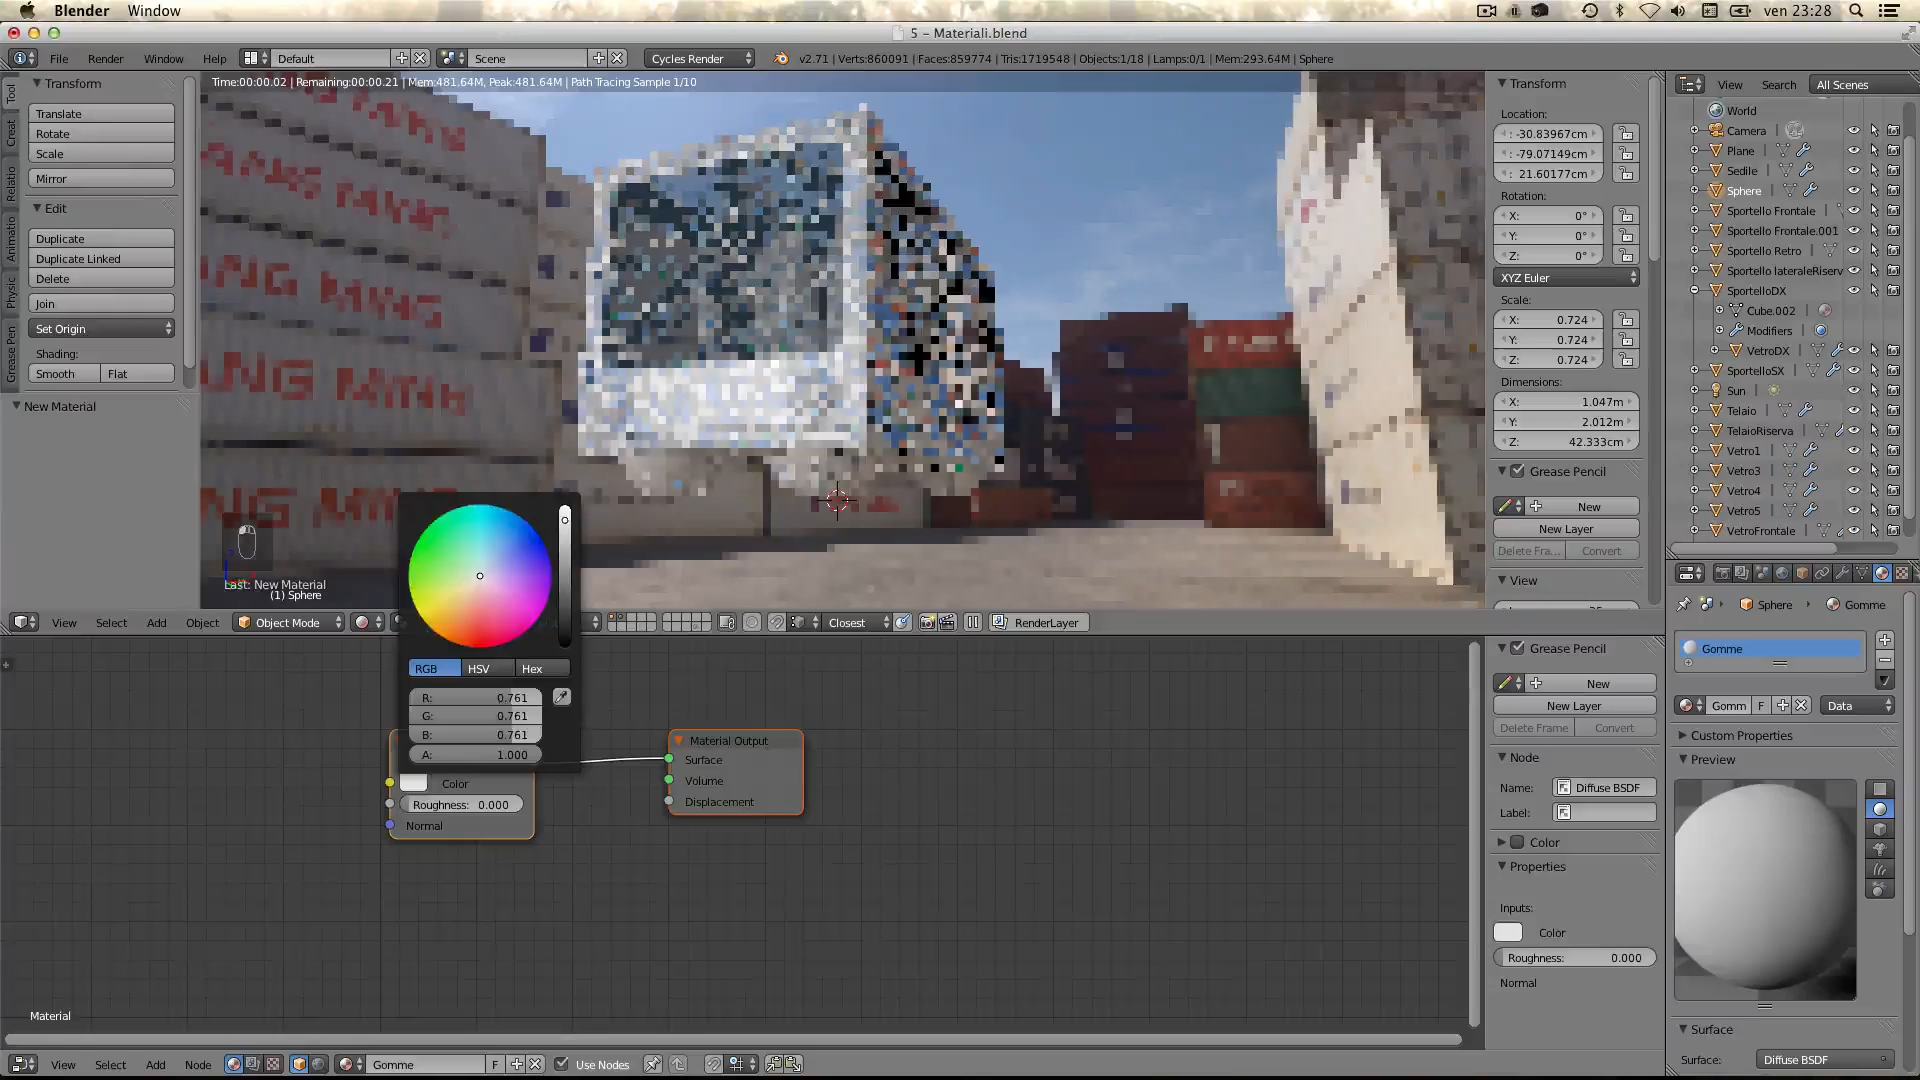 Blender Window ven 23:28
5 - Materiali.blend
File Render Window Help Default Scene Cycles Render v2.71 | Verts:860091 | Faces:859774 | Tris:1719548 | Objects:1/18 | Lamps:0/1 | Mem:293.64M | Sphere
Time:00:00.02 | Remaining:00:00.21 | Mem:481.64M, Peak:481.64M | Path Tracing Sample 1/10
Tool
Creat
Relatio
Animatio
Physic
Grease Pen
Transform
Translate
Rotate
Scale
Mirror
Edit
Duplicate
Duplicate Linked
Delete
Join
Set Origin
Shading:
Smooth Flat
New Material
Last: New Material
(1) Sphere
View Select Add Object Object Mode Closest RenderLayer
Transform
Location:
: -30.83967cm
: -79.07149cm
: 21.60177cm
Rotation:
X: 0°
Y: 0°
Z: 0°
XYZ Euler
Scale:
X: 0.724
Y: 0.724
Z: 0.724
Dimensions:
X: 1.047m
Y: 2.012m
Z: 42.333cm
Grease Pencil
New
New Layer
Delete Fra... Convert
View
View Search All Scenes
World
Camera
Plane
Sedile
Sphere
Sportello Frontale
Sportello Frontale.001
Sportello Retro
Sportello lateraleRiserv
SportelloDX
Cube.002
Modifiers
VetroDX
SportelloSX
Sun
Telaio
TelaioRiserva
Vetro1
Vetro3
Vetro4
Vetro5
VetroFrontale
RGB HSV Hex
R: 0.761
G: 0.761
B: 0.761
A: 1.000
Color
Roughness: 0.000
Normal
Material Output
Surface
Volume
Displacement
Material
View Select Add Node Gomme F Use Nodes
Grease Pencil
New
New Layer
Delete Frame Convert
Node
Name: Diffuse BSDF
Label:
Color
Properties
Inputs:
Color
Roughness: 0.000
Normal
Sphere Gomme
Gomme
Gomm F Data
Custom Properties
Preview
Surface
Surface: Diffuse BSDF